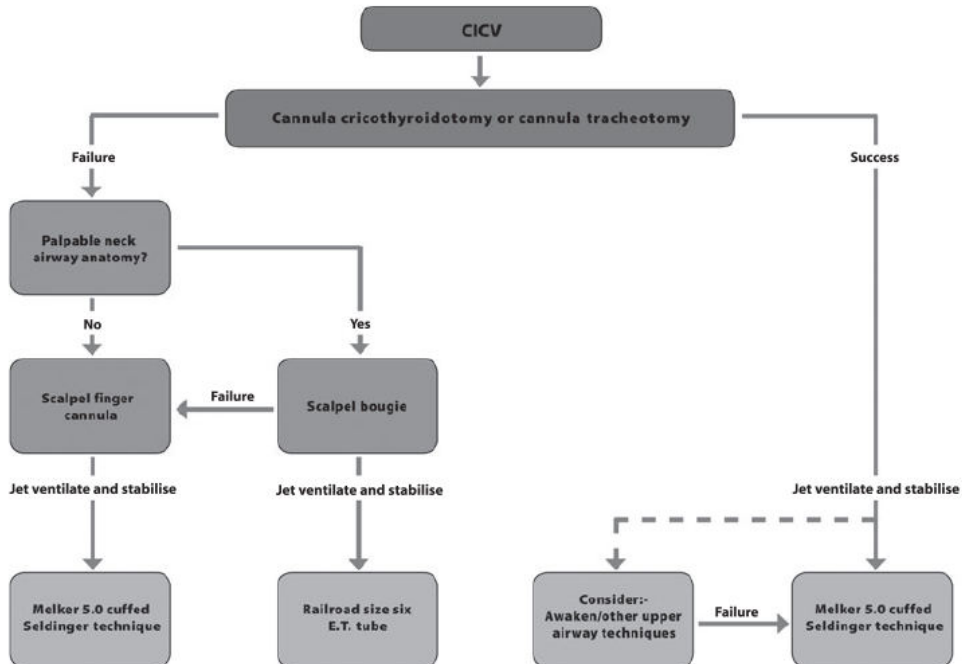 CICV
Cannula cricothyroidotomy or cannula tracheotomy
Failure
Success
Palpable neck
airway anatomy?
No
Yes
Scalpel finger
cannula
Failure
Scalpel bougie
Jet ventilate and stabilise
Jet ventilate and stabilise
Jet ventilate and stabilise
Melker 5.0 cuffed
Seldinger technique
Railroad size six
E.T. tube
Consider:-
Awaken/other upper
airway techniques
Failure
Melker 5.0 cuffed
Seldinger technique